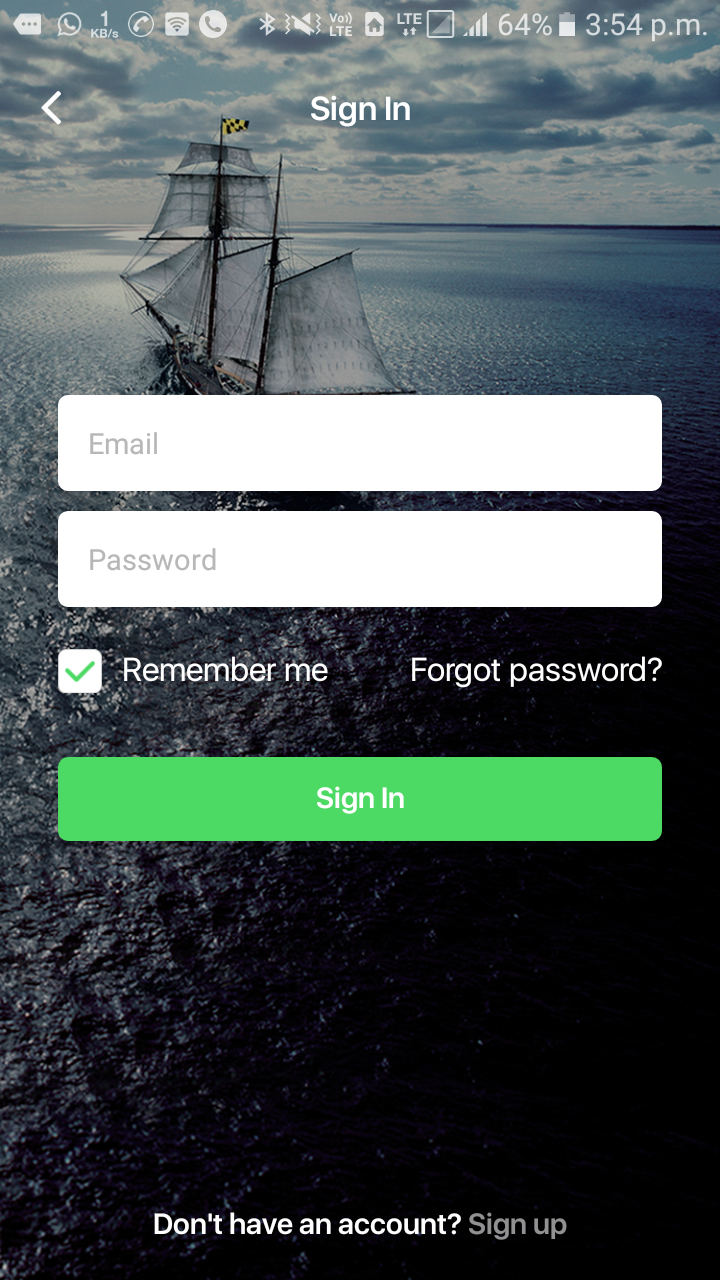 1 KB/s Vo)) LTE LTE 64% 3:54 p.m.
Sign In
Email
Password
Remember me Forgot password?
Sign In
Don't have an account? Sign up